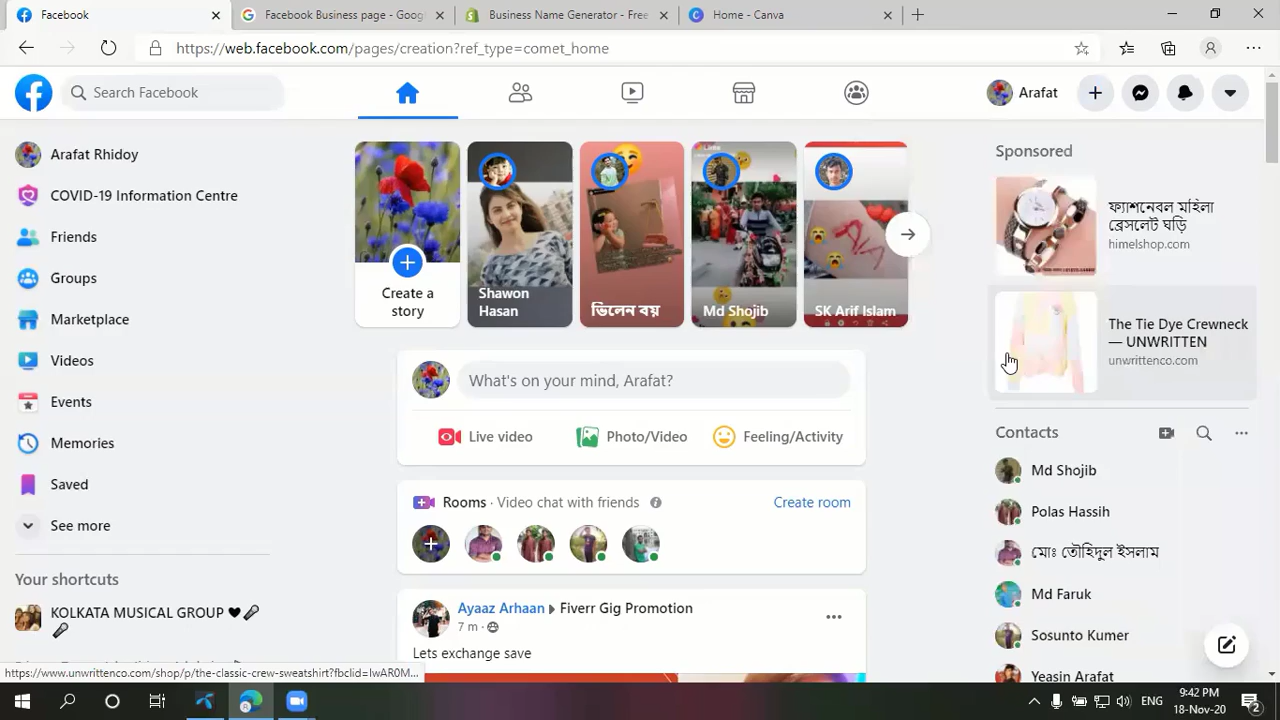 Facebook
Facebook Business page - Goog
Business Name Generator - Free
Home - Canva
https://web.facebook.com/pages/creation?ref_type=comet_home
Search Facebook
Arafat
Arafat Rhidoy
COVID-19 Information Centre
Friends
Groups
Marketplace
Videos
Events
Memories
Saved
See more
Your shortcuts
KOLKATA MUSICAL GROUP ♥🎤
🎤
Create a
story
Shawon
Hasan
ভিলেন বয়
Md Shojib
SK Arif Islam
What's on your mind, Arafat?
Live video
Photo/Video
Feeling/Activity
Rooms · Video chat with friends
Create room
Ayaaz Arhaan ▸ Fiverr Gig Promotion
7 m ·
Lets exchange save
Sponsored
ফ্যাশনেবল মহিলা
ব্রেসলেট ঘড়ি
himelshop.com
The Tie Dye Crewneck
— UNWRITTEN
unwrittenco.com
Contacts
Md Shojib
Polas Hassih
মোঃ তৌহিদুল ইসলাম
Md Faruk
Sosunto Kumer
Yeasin Arafat
https://www.unwrittenco.com/shop/p/the-classic-crew-sweatshirt?fbclid=IwAR0M...
ENG
9:42 PM
18-Nov-20
2